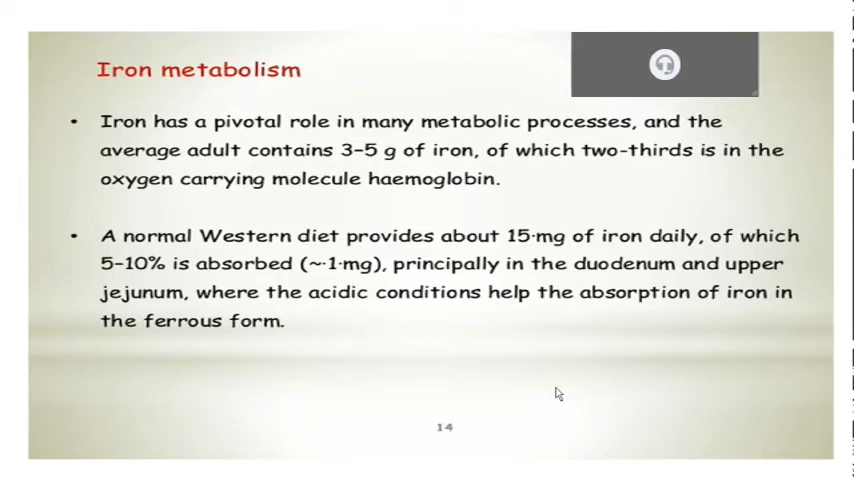 Iron metabolism
• Iron has a pivotal role in many metabolic processes, and the
average adult contains 3–5 g of iron, of which two-thirds is in the
oxygen carrying molecule haemoglobin.
• A normal Western diet provides about 15·mg of iron daily, of which
5–10% is absorbed (~·1·mg), principally in the duodenum and upper
jejunum, where the acidic conditions help the absorption of iron in
the ferrous form.
14